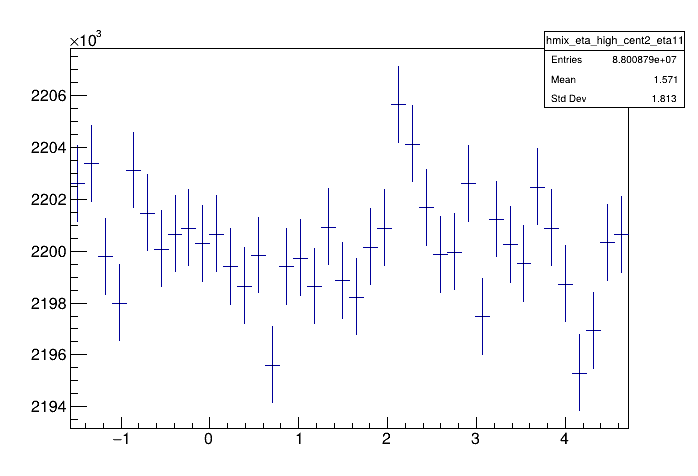 ×10³
hmix_eta_high_cent2_eta11
Entries 8.800879e+07
Mean 1.571
Std Dev 1.813
2206
2204
2202
2200
2198
2196
2194
−1 0 1 2 3 4